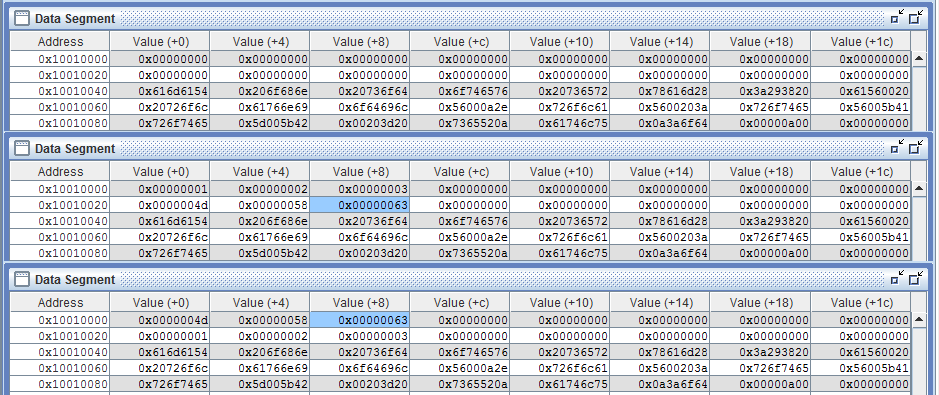 Data Segment
Address Value (+0) Value (+4) Value (+8) Value (+c) Value (+10) Value (+14) Value (+18) Value (+1c)
0x10010000 0x00000000 0x00000000 0x00000000 0x00000000 0x00000000 0x00000000 0x00000000 0x00000000
0x10010020 0x00000000 0x00000000 0x00000000 0x00000000 0x00000000 0x00000000 0x00000000 0x00000000
0x10010040 0x616d6154 0x206f686e 0x20736f64 0x6f746576 0x20736572 0x78616d28 0x3a293820 0x61560020
0x10010060 0x20726f6c 0x61766e69 0x6f64696c 0x56000a2e 0x726f6c61 0x5600203a 0x726f7465 0x56005b41
0x10010080 0x726f7465 0x5d005b42 0x00203d20 0x7365520a 0x61746c75 0x0a3a6f64 0x00000a00 0x00000000
Data Segment
Address Value (+0) Value (+4) Value (+8) Value (+c) Value (+10) Value (+14) Value (+18) Value (+1c)
0x10010000 0x00000001 0x00000002 0x00000003 0x00000000 0x00000000 0x00000000 0x00000000 0x00000000
0x10010020 0x0000004d 0x00000058 0x00000063 0x00000000 0x00000000 0x00000000 0x00000000 0x00000000
0x10010040 0x616d6154 0x206f686e 0x20736f64 0x6f746576 0x20736572 0x78616d28 0x3a293820 0x61560020
0x10010060 0x20726f6c 0x61766e69 0x6f64696c 0x56000a2e 0x726f6c61 0x5600203a 0x726f7465 0x56005b41
0x10010080 0x726f7465 0x5d005b42 0x00203d20 0x7365520a 0x61746c75 0x0a3a6f64 0x00000a00 0x00000000
Data Segment
Address Value (+0) Value (+4) Value (+8) Value (+c) Value (+10) Value (+14) Value (+18) Value (+1c)
0x10010000 0x0000004d 0x00000058 0x00000063 0x00000000 0x00000000 0x00000000 0x00000000 0x00000000
0x10010020 0x00000001 0x00000002 0x00000003 0x00000000 0x00000000 0x00000000 0x00000000 0x00000000
0x10010040 0x616d6154 0x206f686e 0x20736f64 0x6f746576 0x20736572 0x78616d28 0x3a293820 0x61560020
0x10010060 0x20726f6c 0x61766e69 0x6f64696c 0x56000a2e 0x726f6c61 0x5600203a 0x726f7465 0x56005b41
0x10010080 0x726f7465 0x5d005b42 0x00203d20 0x7365520a 0x61746c75 0x0a3a6f64 0x00000a00 0x00000000